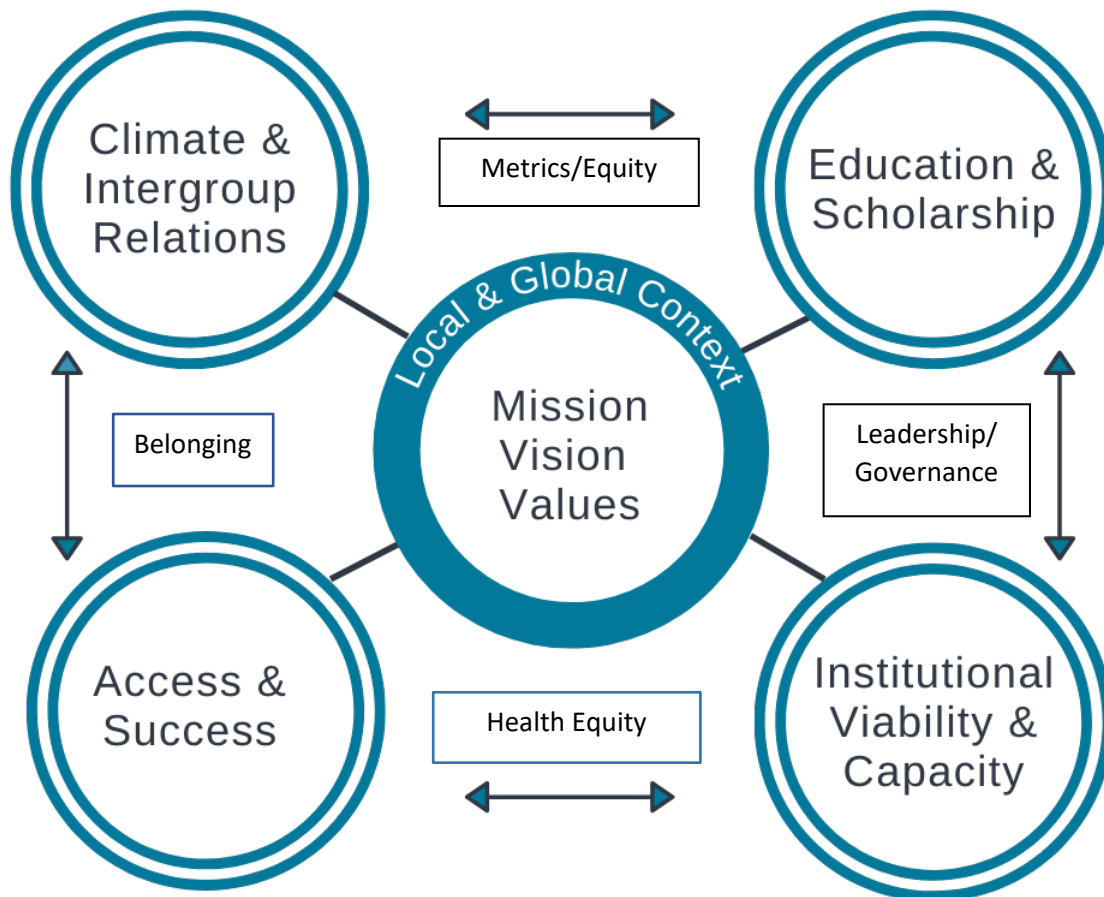 Climate &
Intergroup
Relations
Metrics/Equity
Education &
Scholarship
Local & Global Context
Mission
Vision
Values
Belonging
Leadership/
Governance
Access &
Success
Health Equity
Institutional
Viability &
Capacity